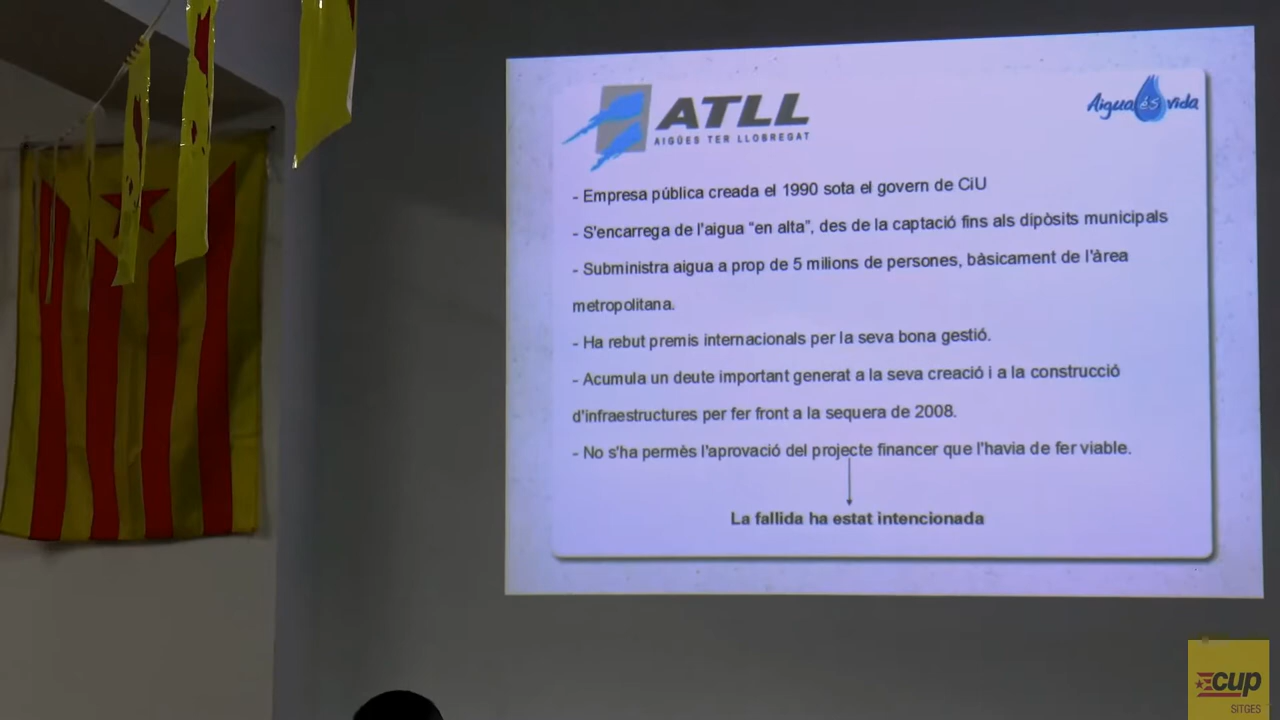 ATLL
AIGÜES TER LLOBREGAT
Aigua és vida
- Empresa pública creada el 1990 sota el govern de CiU
- S'encarrega de l'aigua "en alta", des de la captació fins als dipòsits municipals
- Subministra aigua a prop de 5 milions de persones, bàsicament de l'àrea
metropolitana.
- Ha rebut premis internacionals per la seva bona gestió.
- Acumula un deute important generat a la seva creació i a la construcció
d'infraestructures per fer front a la sequera de 2008.
- No s'ha permès l'aprovació del projecte financer que l'havia de fer viable.
La fallida ha estat intencionada
cup
SITGES